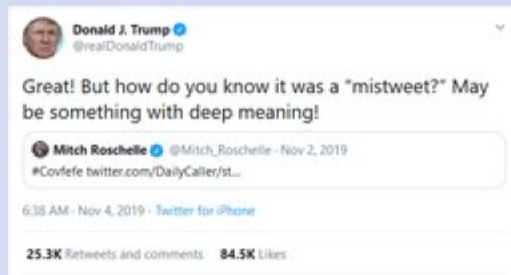 Donald J. Trump
@realDonaldTrump
Great! But how do you know it was a “mistweet?” May
be something with deep meaning!
Mitch Roschelle @Mitch_Roschelle - Nov 2, 2019
#Covfefe twitter.com/DailyCaller/st...
6:38 AM - Nov 4, 2019 - Twitter for iPhone
25.3K Retweets and comments 84.5K Likes